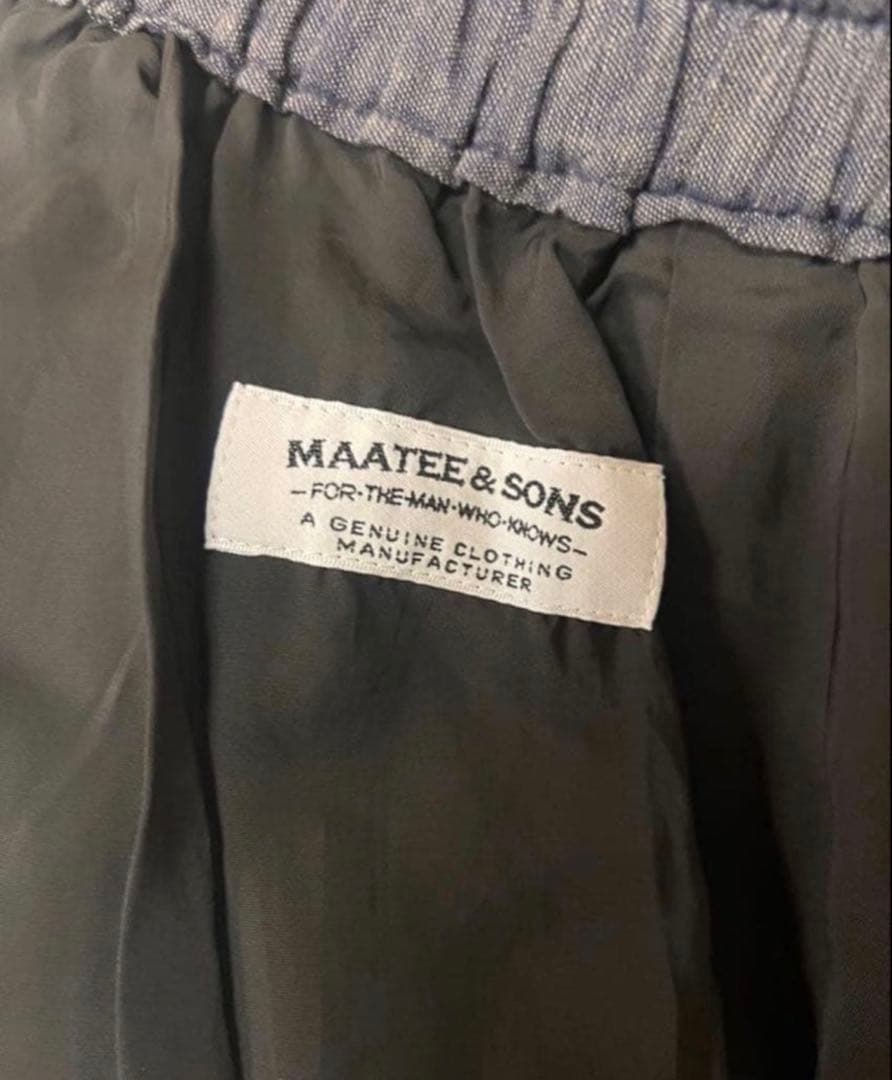 MAATEE & SONS
-FOR·THE·MAN·WHO·KNOWS-
A GENUINE CLOTHING
MANUFACTURER